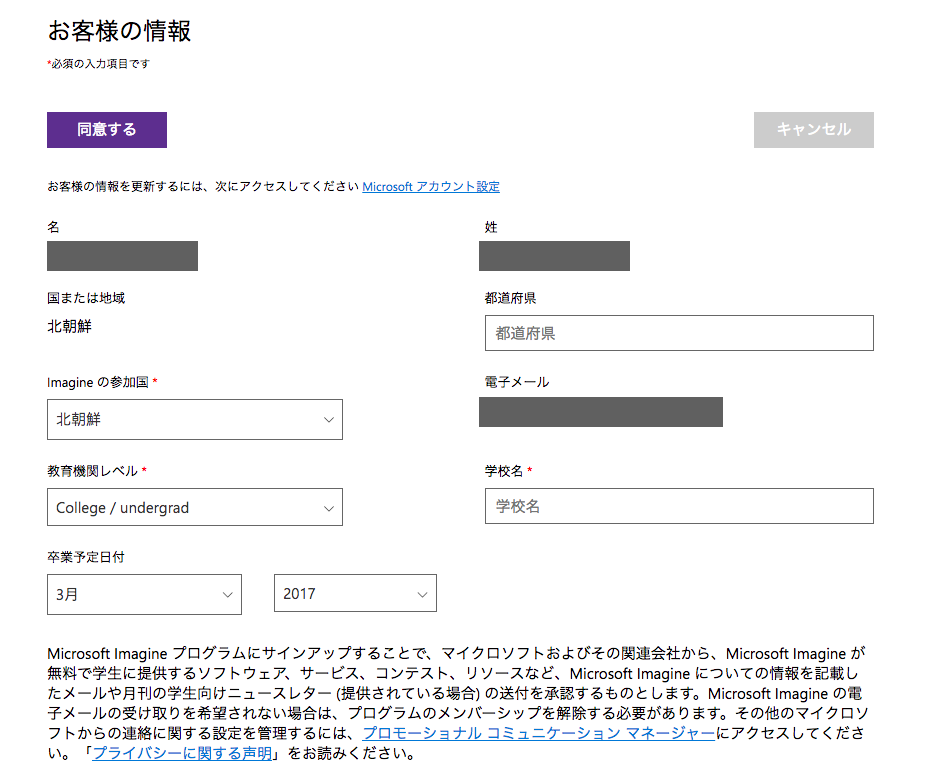 お客様の情報
*必須の入力項目です
同意する
キャンセル
お客様の情報を更新するには、次にアクセスしてください Microsoft アカウント設定
名
姓
国または地域
都道府県
北朝鮮
都道府県
Imagine の参加国 *
電子メール
北朝鮮
教育機関レベル *
学校名 *
College / undergrad
学校名
卒業予定日付
3月
2017
Microsoft Imagine プログラムにサインアップすることで、マイクロソフトおよびその関連会社から、Microsoft Imagine が
無料で学生に提供するソフトウェア、サービス、コンテスト、リソースなど、Microsoft Imagine についての情報を記載し
たメールや月刊の学生向けニュースレター (提供されている場合) の送付を承認するものとします。Microsoft Imagine の電
子メールの受け取りを希望されない場合は、プログラムのメンバーシップを解除する必要があります。その他のマイクロソ
フトからの連絡に関する設定を管理するには、プロモーショナル コミュニケーション マネージャーにアクセスしてくださ
い。「プライバシーに関する声明」をお読みください。